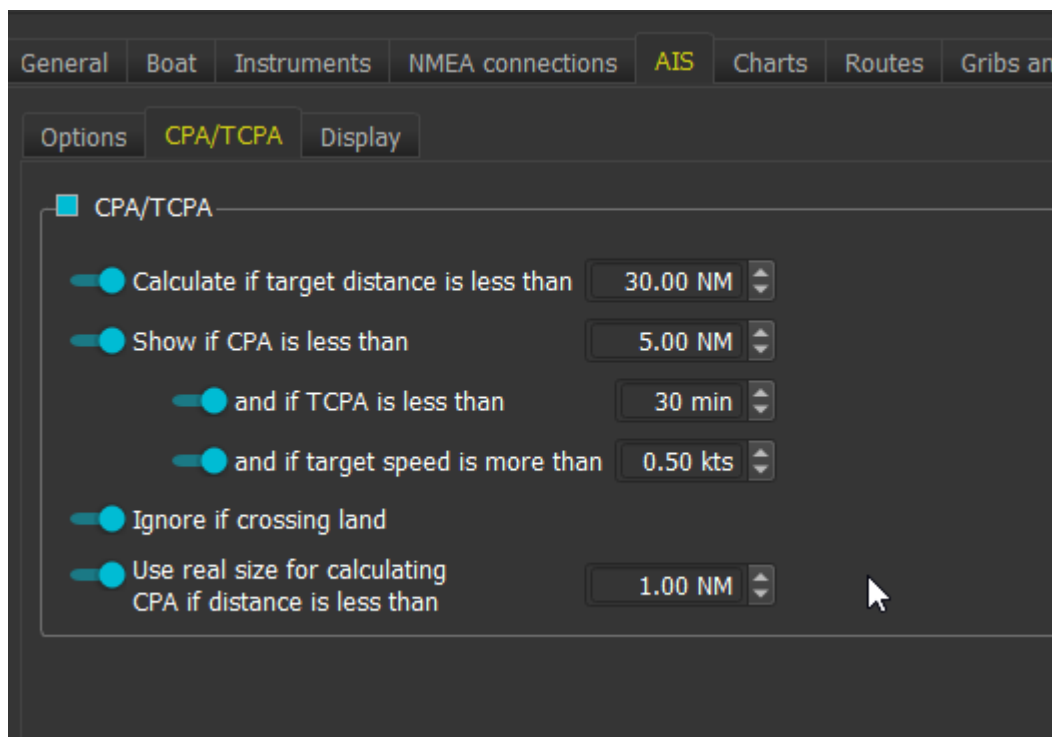 General Boat Instruments NMEA connections AIS Charts Routes Gribs an
Options CPA/TCPA Display
CPA/TCPA
Calculate if target distance is less than 30.00 NM
Show if CPA is less than 5.00 NM
and if TCPA is less than 30 min
and if target speed is more than 0.50 kts
Ignore if crossing land
Use real size for calculating
CPA if distance is less than 1.00 NM